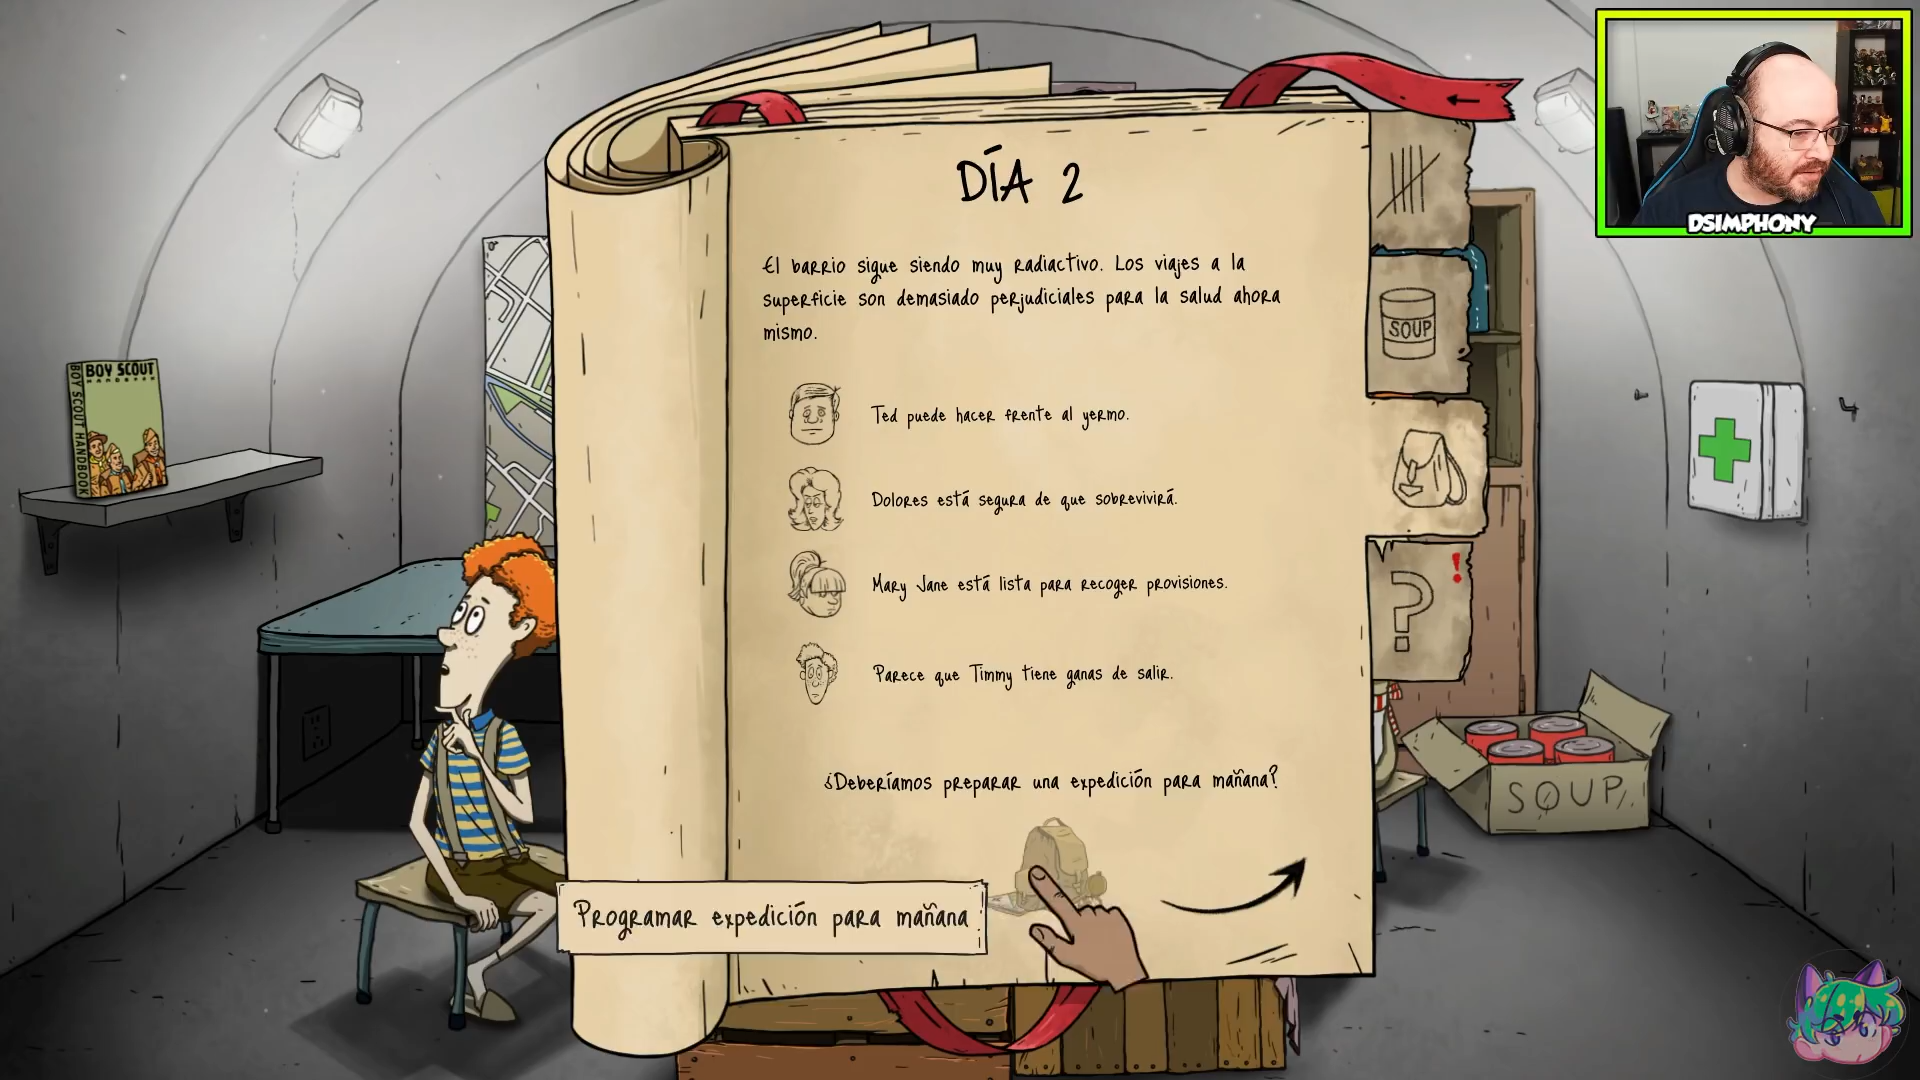 DSIMPHONY
DÍA 2
El barrio sigue siendo muy radiactivo. Los viajes a la
superficie son demasiado perjudiciales para la salud ahora
mismo.
Ted puede hacer frente al yermo.
Dolores está segura de que sobrevivirá.
Mary Jane está lista para recoger provisiones.
Parece que Timmy tiene ganas de salir.
¿Deberíamos preparar una expedición para mañana?
Programar expedición para mañana
SOUP
?
!
BOY SCOUT
HANDBOOK
BOY SCOUT HANDBOOK
SOUP